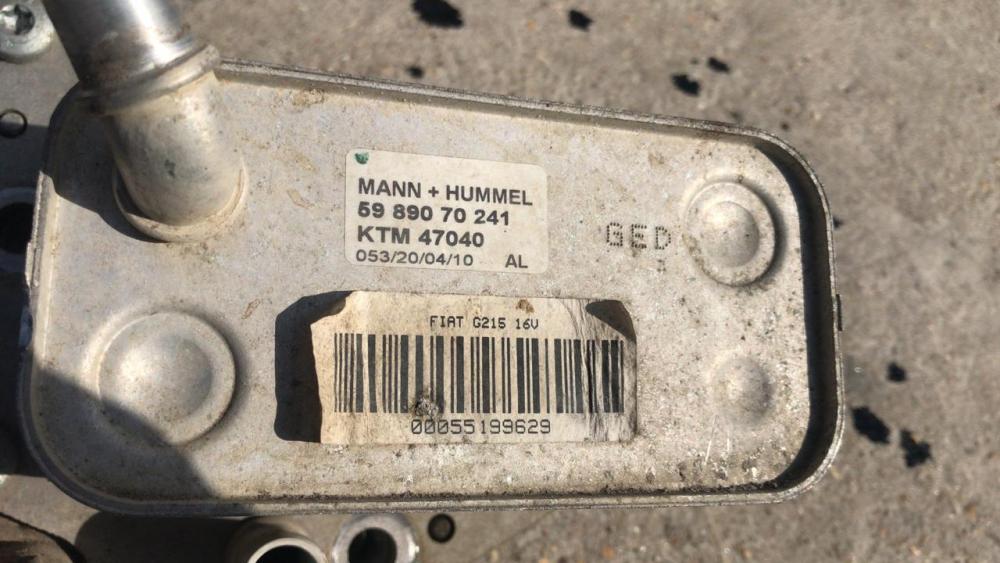 MANN + HUMMEL
59 890 70 241
KTM 47040
053/20/04/10 AL
GED
FIAT G215 16V
00055199629